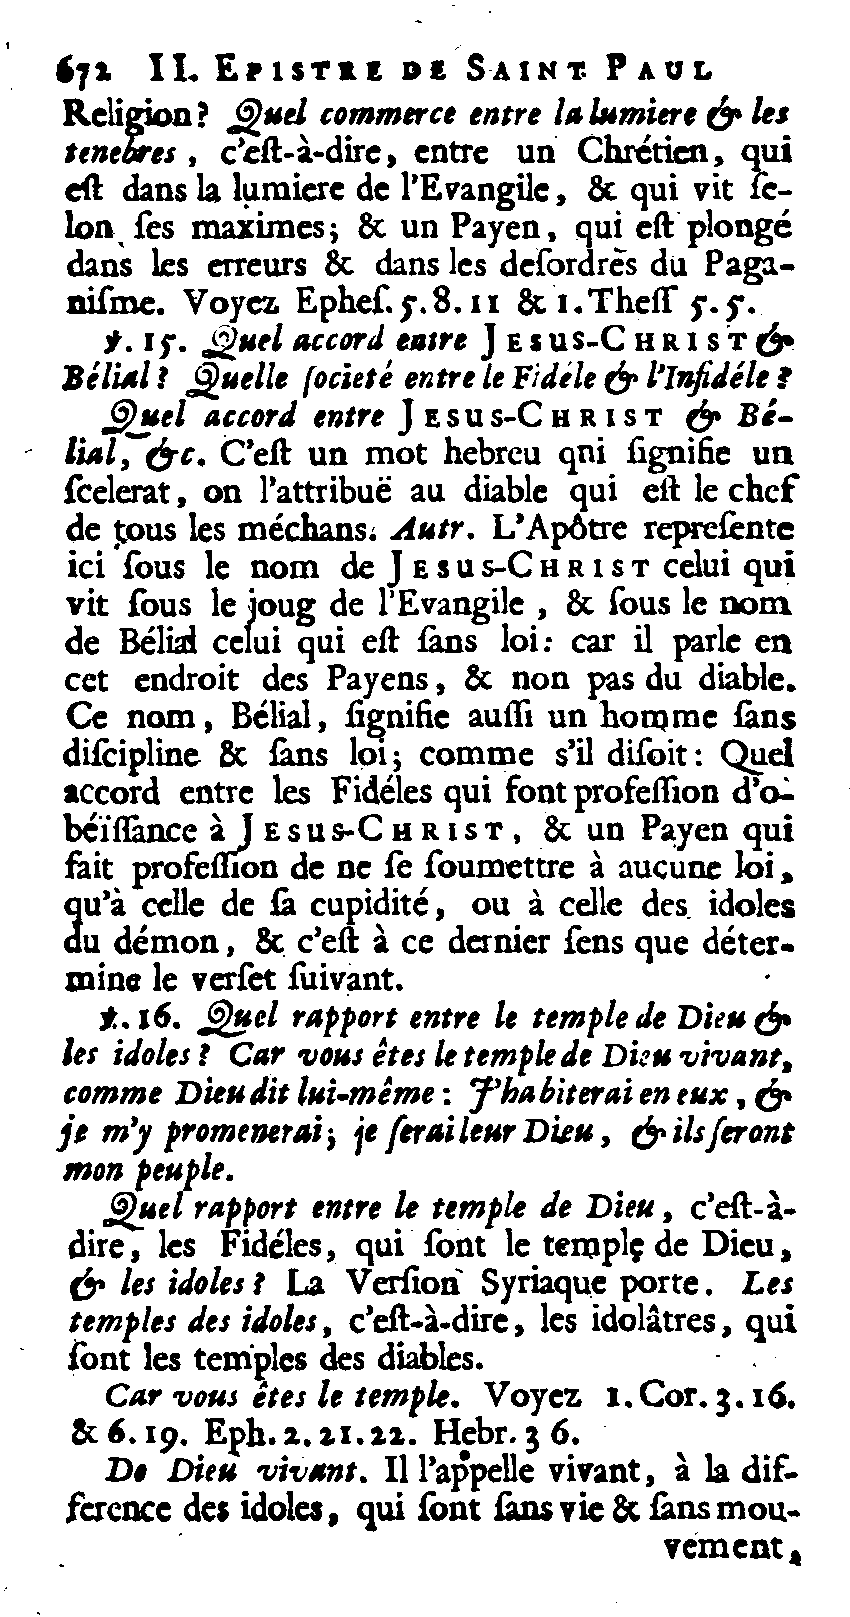 672 II. EPISTRE DE SAINT PAUL
Religion? Quel commerce entre la lumiere & les
tenebres, c'eſt-à-dire, entre un Chrétien, qui
eſt dans la lumiere de l'Evangile, & qui vit ſe-
lon ſes maximes; & un Payen, qui eſt plongé
dans les erreurs & dans les deſordrès du Paga-
niſme. Voyez Epheſ. 5. 8. 11 & 1. Theſſ 5. 5.
℣. 15. Quel accord entre JESUS-CHRIST &
Bélial? Quelle ſocieté entre le Fidéle & l'Infidéle?
Quel accord entre JESUS-CHRIST & Bé-
lial, &c. C'eſt un mot hebreu qni ſignifie un
ſcelerat, on l'attribuë au diable qui eſt le chef
de tous les méchans. Autr. L'Apôtre repreſente
ici ſous le nom de JESUS-CHRIST celui qui
vit ſous le joug de l'Evangile, & ſous le nom
de Bélial celui qui eſt ſans loi: car il parle en
cet endroit des Payens, & non pas du diable.
Ce nom, Bélial, ſignifie auſſi un homme ſans
diſcipline & ſans loi; comme s'il diſoit: Quel
accord entre les Fidéles qui font profeſſion d'o-
béïſſance à JESUS-CHRIST, & un Payen qui
fait profeſſion de ne ſe ſoumettre à aucune loi,
qu'à celle de ſa cupidité, ou à celle des idoles
du démon, & c'eſt à ce dernier ſens que déter-
mine le verſet ſuivant.
℣. 16. Quel rapport entre le temple de Dieu &
les idoles? Car vous êtes le temple de Dieu vivant,
comme Dieu dit lui-même: J'habiterai en eux, &
je m'y promenerai; je ſerai leur Dieu, & ils ſeront
mon peuple.
Quel rapport entre le temple de Dieu, c'eſt-à-
dire, les Fidéles, qui ſont le temple de Dieu,
& les idoles? La Verſion Syriaque porte. Les
temples des idoles, c'eſt-à-dire, les idolâtres, qui
ſont les temples des diables.
Car vous êtes le temple. Voyez 1. Cor. 3. 16.
& 6. 19. Eph. 2. 21. 22. Hebr. 3 6.
De Dieu vivant. Il l'appelle vivant, à la dif-
ference des idoles, qui ſont ſans vie & ſans mou-
vement,